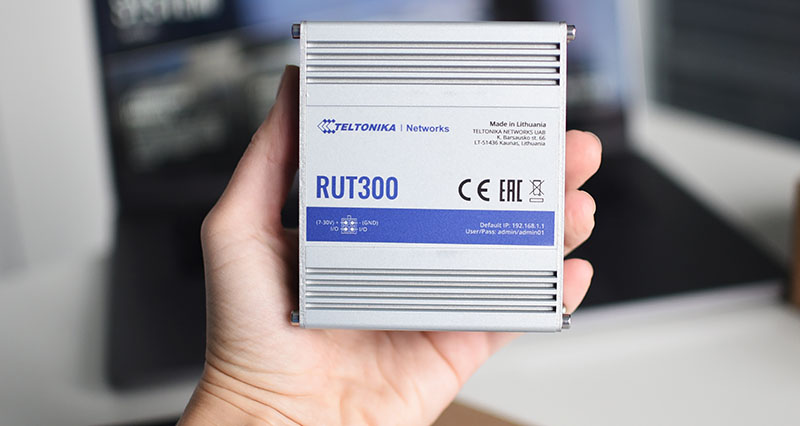 SYSTEM
TELTONIKA | Networks
Made in Lithuania
TELTONIKA NETWORKS UAB
K. Barsausko st. 66
LT-51436 Kaunas, Lithuania
RUT300
CE EAC
(7-30V) + - (GND)
I/O I/O
Default IP: 192.168.1.1
User/Pass: admin/admin01